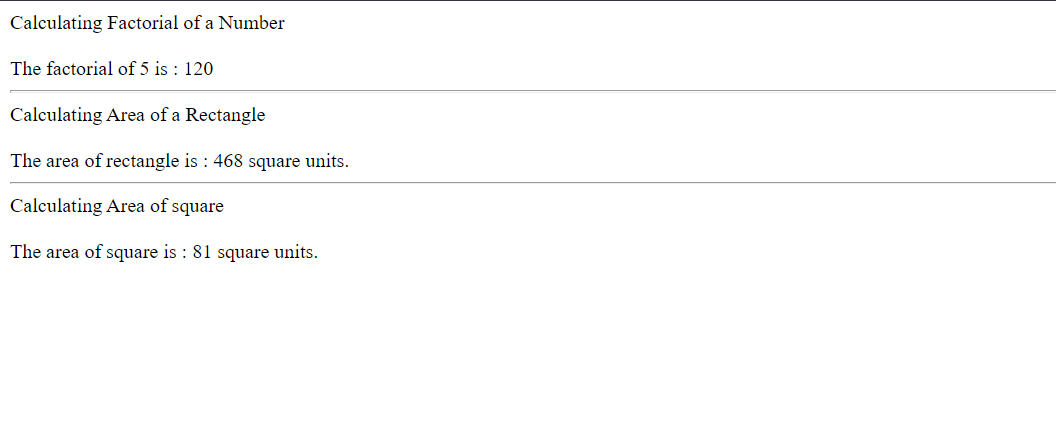 Calculating Factorial of a Number
The factorial of 5 is : 120
Calculating Area of a Rectangle
The area of rectangle is : 468 square units.
Calculating Area of square
The area of square is : 81 square units.